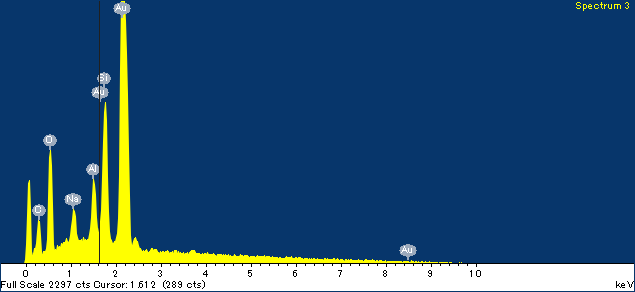 Spectrum 3
Au
Si
Au
O
Al
Na
Au
0 1 2 3 4 5 6 7 8 9 10
Full Scale 2297 cts Cursor: 1.612 (289 cts) keV